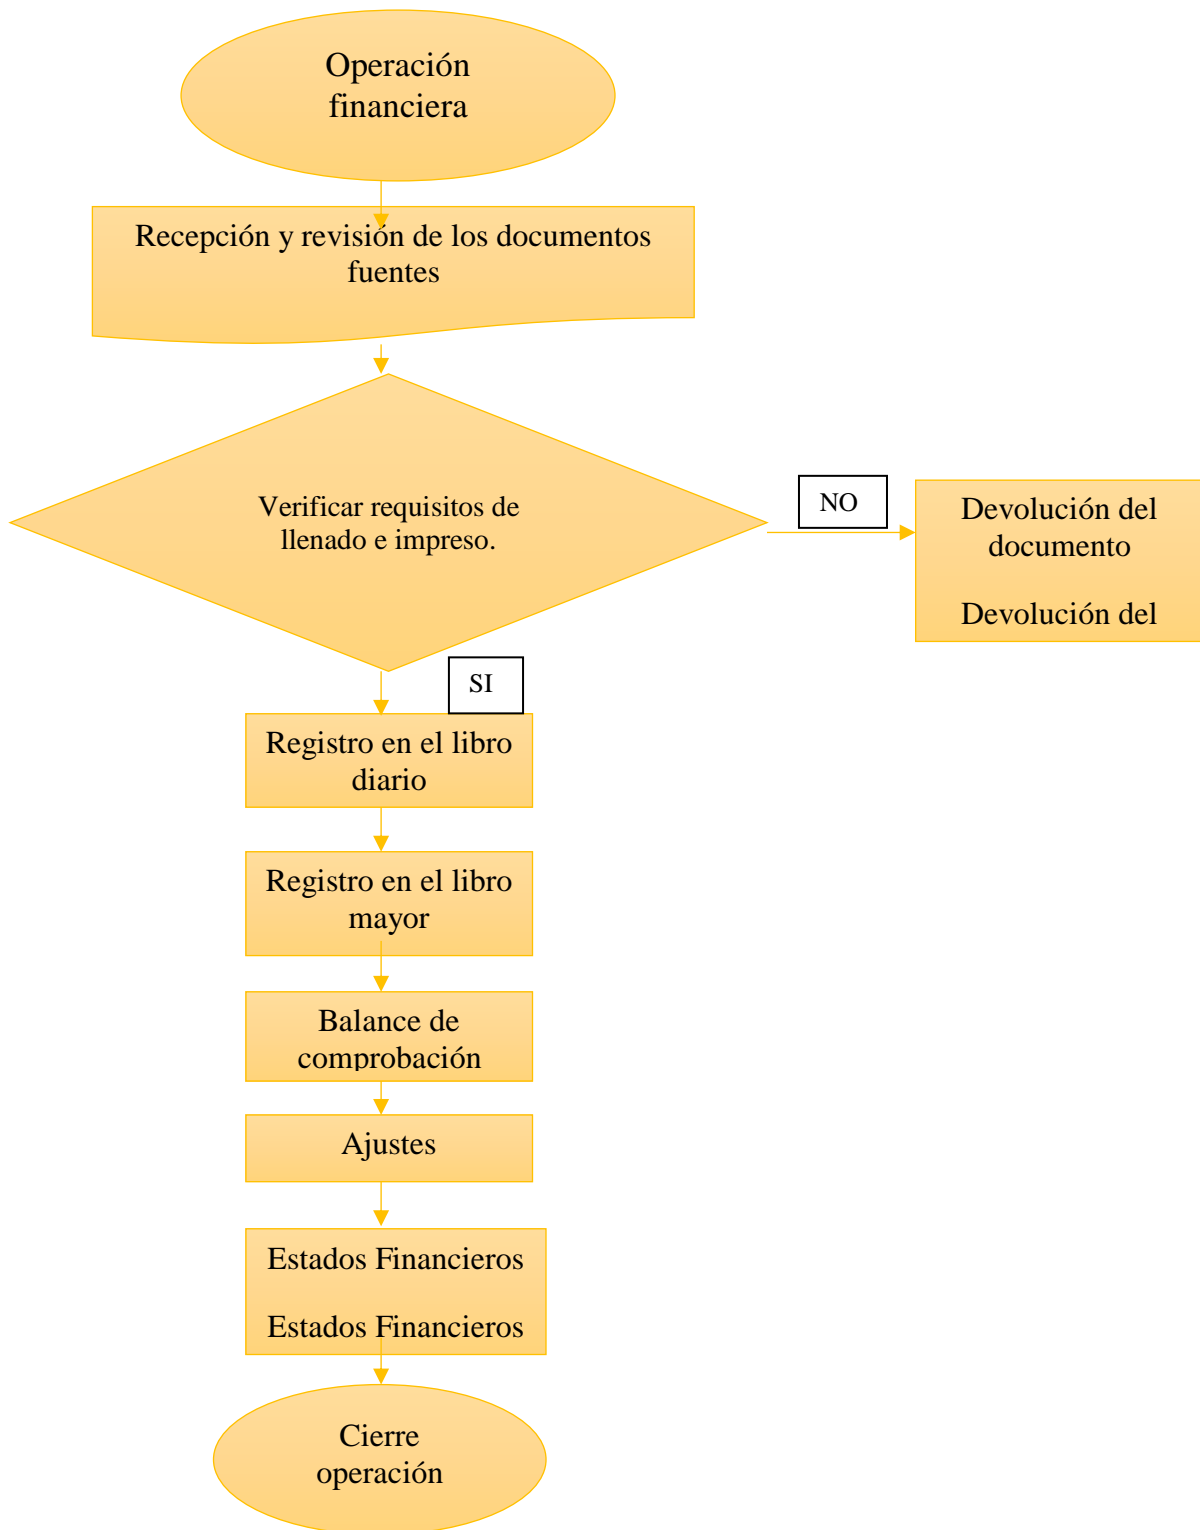 Operación
financiera
Recepción y revisión de los documentos
fuentes
Verificar requisitos de
llenado e impreso.
NO
Devolución del
documento
Devolución del
SI
Registro en el libro
diario
Registro en el libro
mayor
Balance de
comprobación
Ajustes
Estados Financieros
Estados Financieros
Cierre
operación